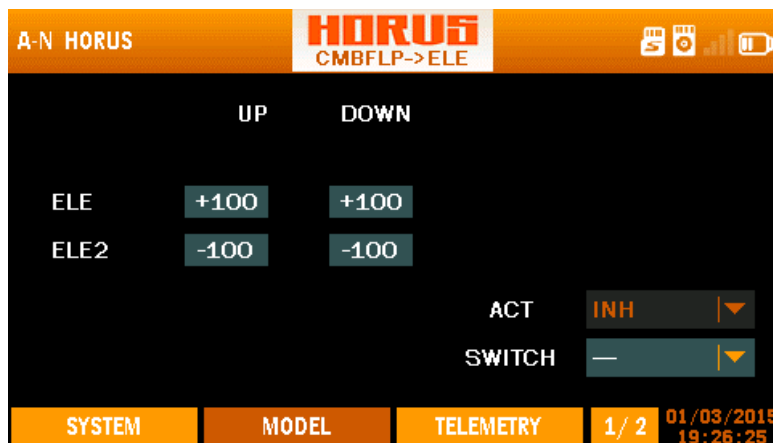 A-N HORUS
HORUS
CMBFLP->ELE
UP DOWN
ELE +100 +100
ELE2 -100 -100
ACT INH
SWITCH —
SYSTEM MODEL TELEMETRY 1/ 2 01/03/2015
19:26:25